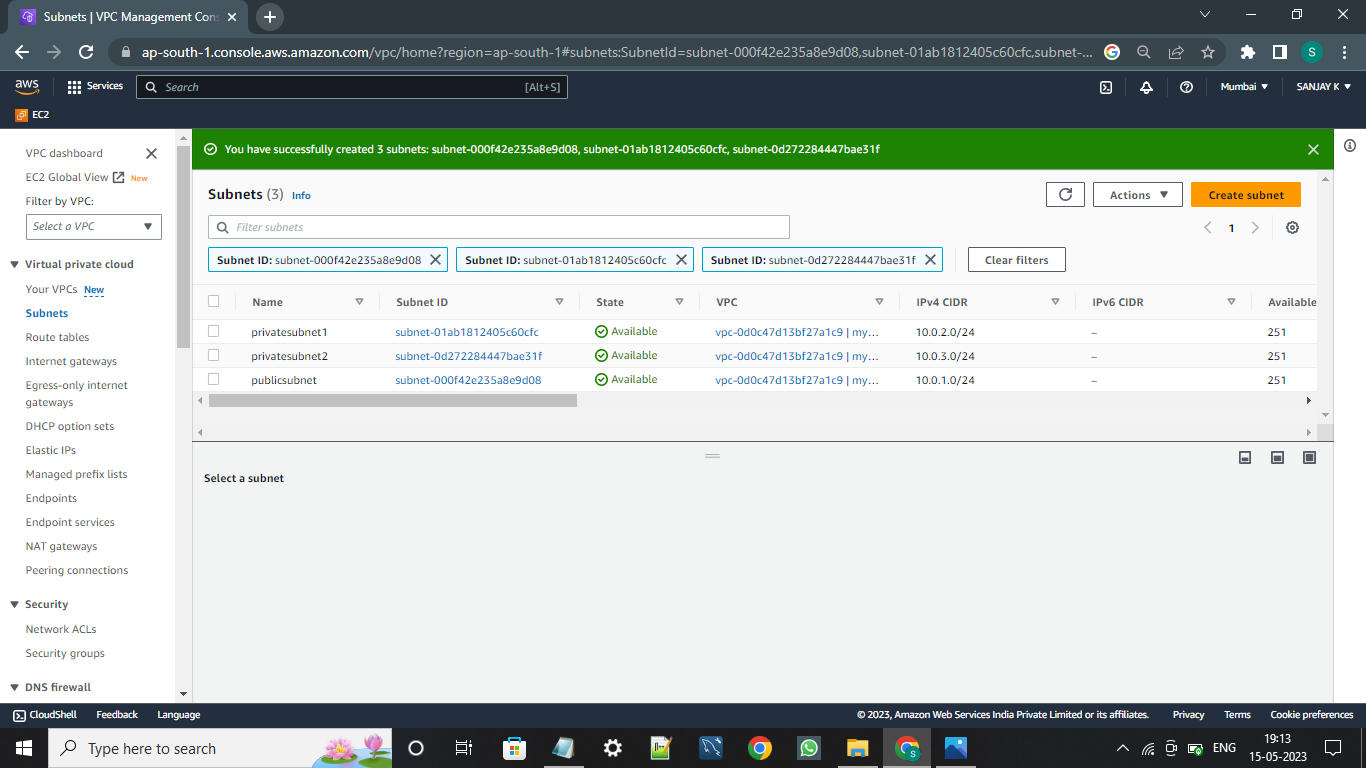 Subnets | VPC Management Con
ap-south-1.console.aws.amazon.com/vpc/home?region=ap-south-1#subnets:SubnetId=subnet-000f42e235a8e9d08,subnet-01ab1812405c60cfc,subnet-...
S
aws
Services
Search
[Alt+S]
Mumbai
SANJAY K
EC2
VPC dashboard
EC2 Global View New
Filter by VPC:
Select a VPC
Virtual private cloud
Your VPCs New
Subnets
Route tables
Internet gateways
Egress-only internet
gateways
DHCP option sets
Elastic IPs
Managed prefix lists
Endpoints
Endpoint services
NAT gateways
Peering connections
Security
Network ACLs
Security groups
DNS firewall
You have successfully created 3 subnets: subnet-000f42e235a8e9d08, subnet-01ab1812405c60cfc, subnet-0d272284447bae31f
Subnets (3) Info
Actions
Create subnet
Filter subnets
1
Subnet ID: subnet-000f42e235a8e9d08
Subnet ID: subnet-01ab1812405c60cfc
Subnet ID: subnet-0d272284447bae31f
Clear filters
Name Subnet ID State VPC IPv4 CIDR IPv6 CIDR Available
privatesubnet1 subnet-01ab1812405c60cfc Available vpc-0d0c47d13bf27a1c9 | my... 10.0.2.0/24 – 251
privatesubnet2 subnet-0d272284447bae31f Available vpc-0d0c47d13bf27a1c9 | my... 10.0.3.0/24 – 251
publicsubnet subnet-000f42e235a8e9d08 Available vpc-0d0c47d13bf27a1c9 | my... 10.0.1.0/24 – 251
Select a subnet
CloudShell Feedback Language
© 2023, Amazon Web Services India Private Limited or its affiliates. Privacy Terms Cookie preferences
Type here to search
S
ENG
19:13
15-05-2023